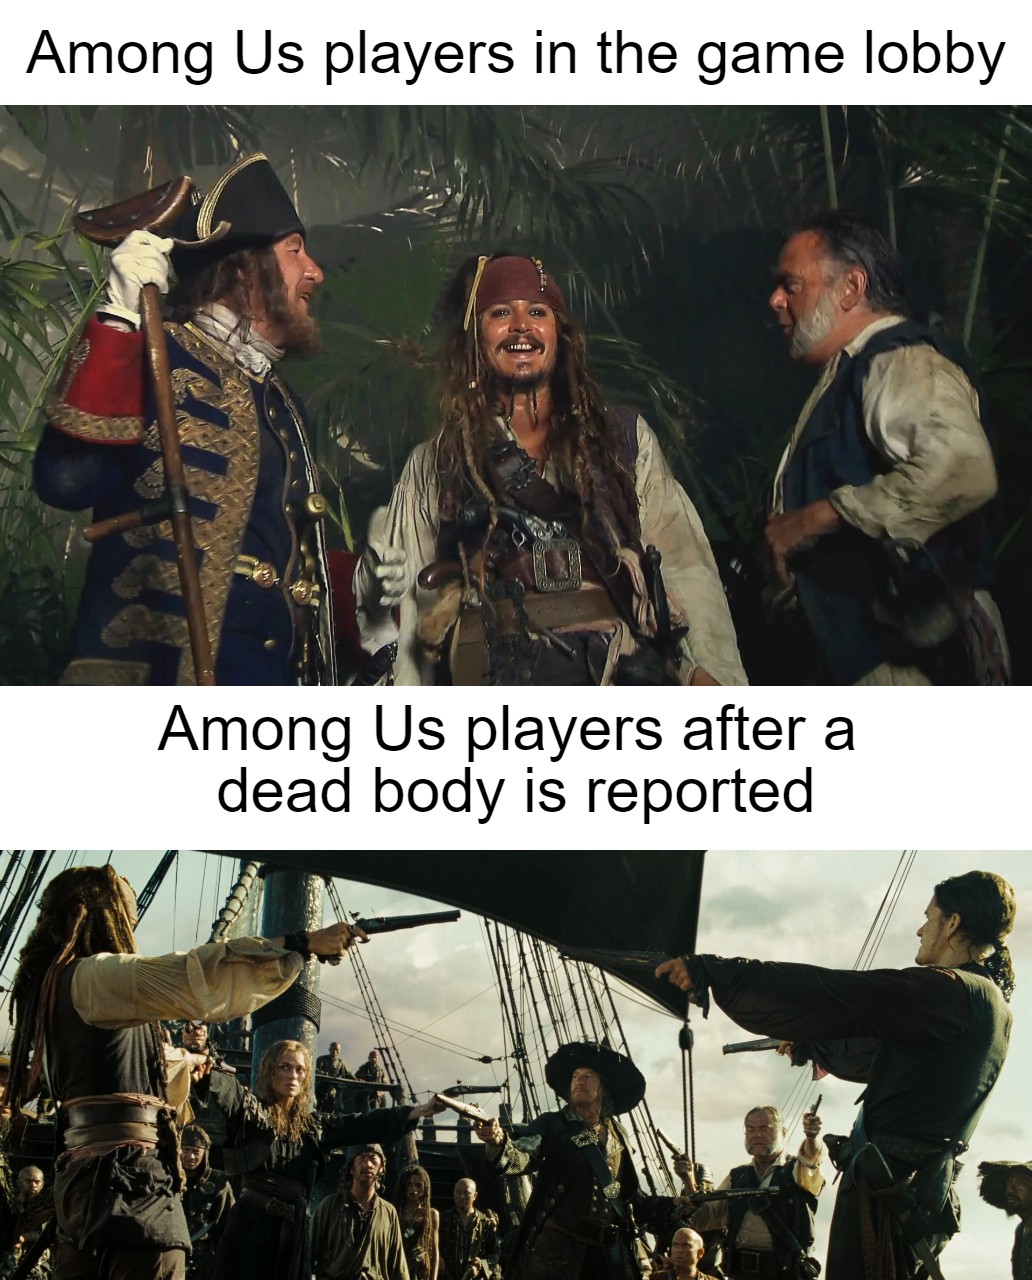 Among Us players in the game lobby
Among Us players after a
dead body is reported